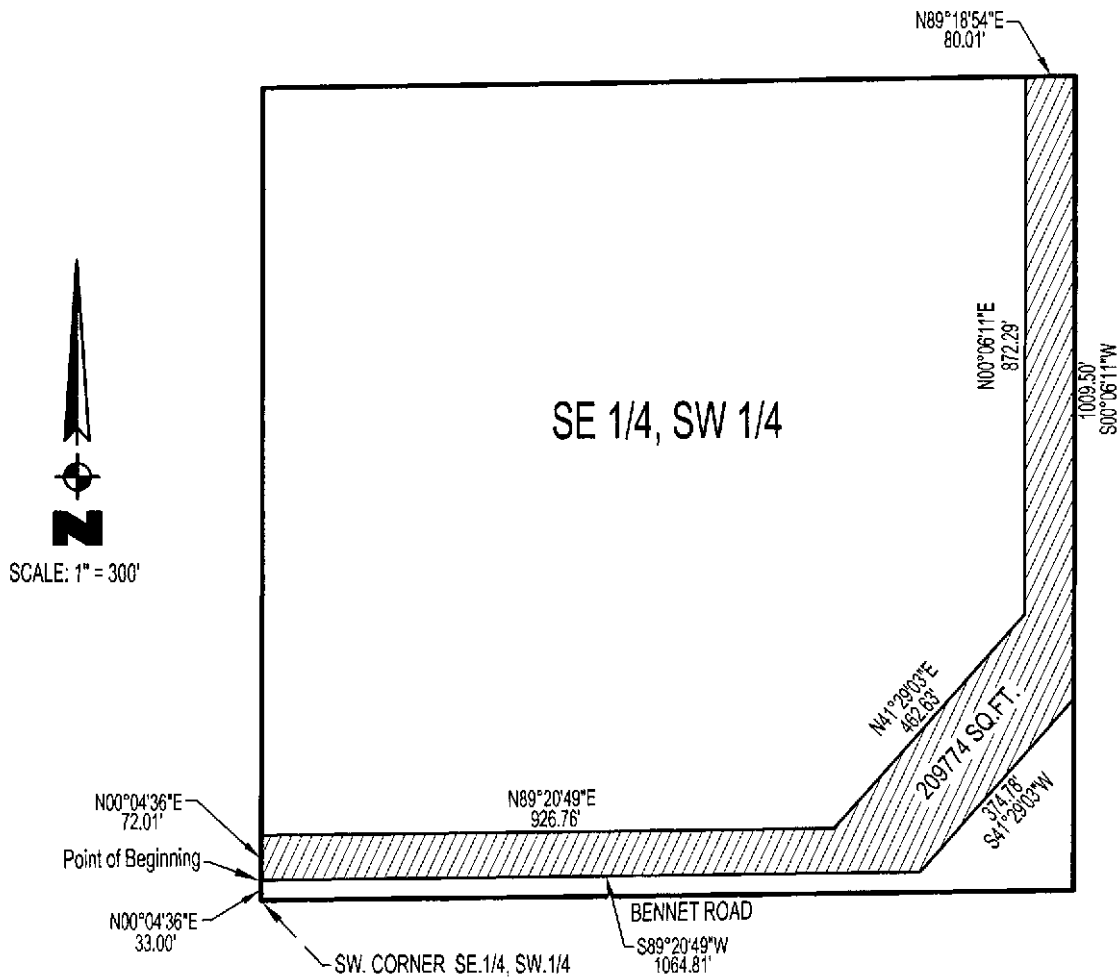 N89°18'54"E
80.01'
N00°06'11"E
872.29'
1009.50'
S00°06'11"W
SE 1/4, SW 1/4
N
SCALE: 1" = 300'
N41°29'03"E
462.63'
209774 SQ.FT.
374.78'
S41°29'03"W
N00°04'36"E
72.01'
N89°20'49"E
926.76'
Point of Beginning
N00°04'36"E
33.00'
BENNET ROAD
S89°20'49"W
1064.81'
SW. CORNER SE.1/4, SW.1/4